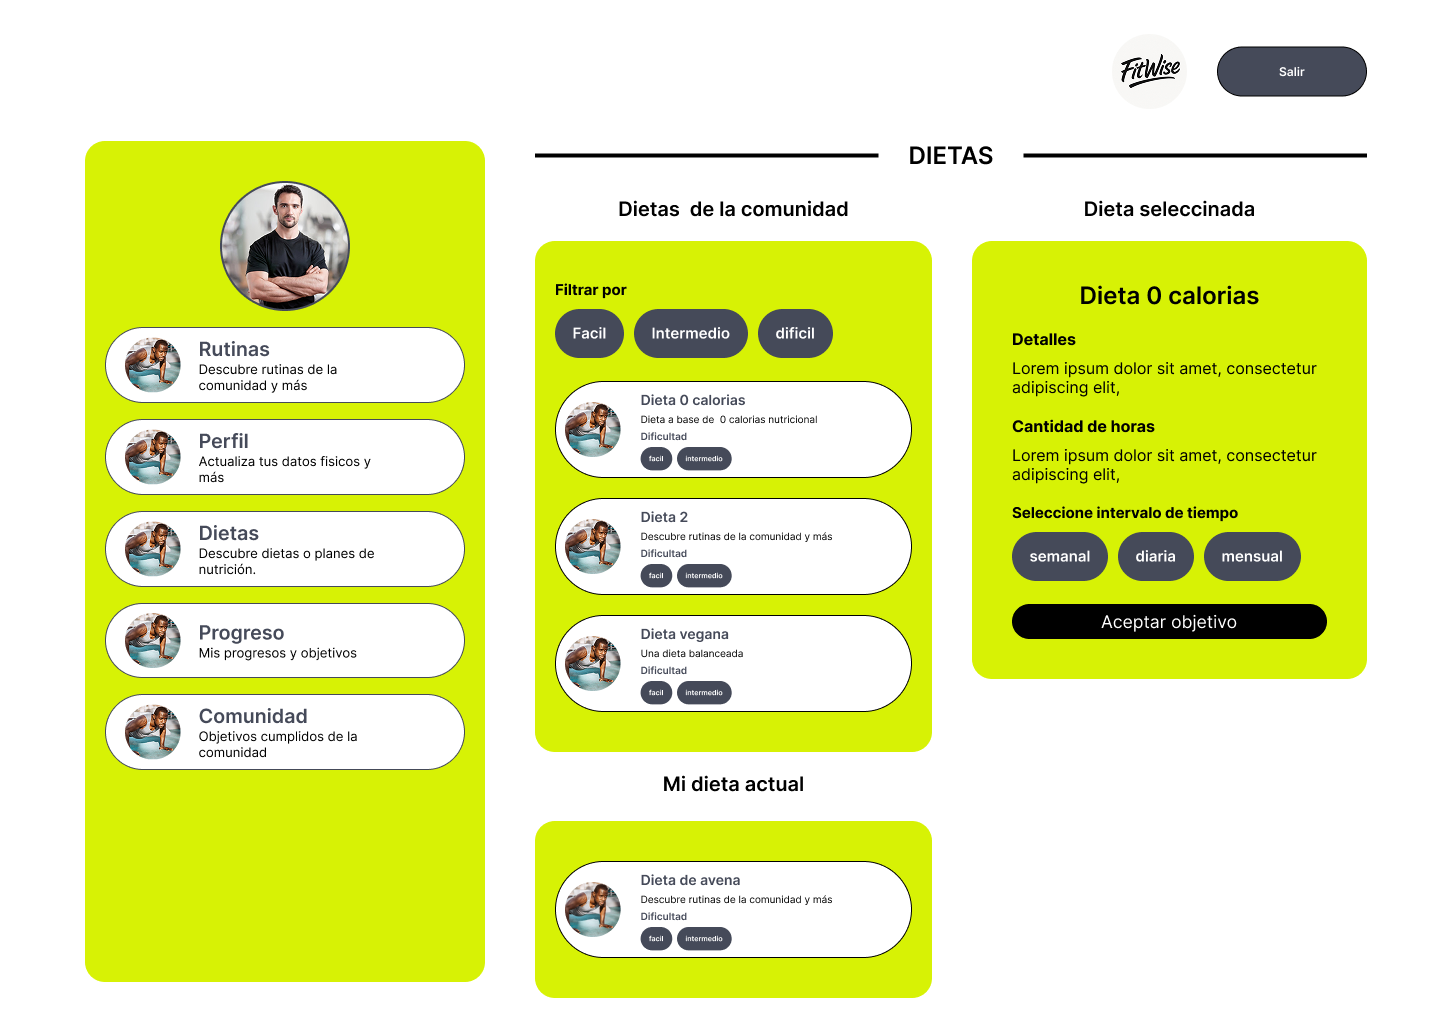 FitWise
Salir
Rutinas
Descubre rutinas de la
comunidad y más
Perfil
Actualiza tus datos fisicos y
más
Dietas
Descubre dietas o planes de
nutrición.
Progreso
Mis progresos y objetivos
Comunidad
Objetivos cumplidos de la
comunidad
DIETAS
Dietas  de la comunidad
Filtrar por
Facil
Intermedio
dificil
Dieta 0 calorias
Dieta a base de  0 calorias nutricional
Dificultad
facil
intermedio
Dieta 2
Descubre rutinas de la comunidad y más
Dificultad
facil
intermedio
Dieta vegana
Una dieta balanceada
Dificultad
facil
intermedio
Mi dieta actual
Dieta de avena
Descubre rutinas de la comunidad y más
Dificultad
facil
intermedio
Dieta seleccinada
Dieta 0 calorias
Detalles
Lorem ipsum dolor sit amet, consectetur
adipiscing elit,
Cantidad de horas
Lorem ipsum dolor sit amet, consectetur
adipiscing elit,
Seleccione intervalo de tiempo
semanal
diaria
mensual
Aceptar objetivo